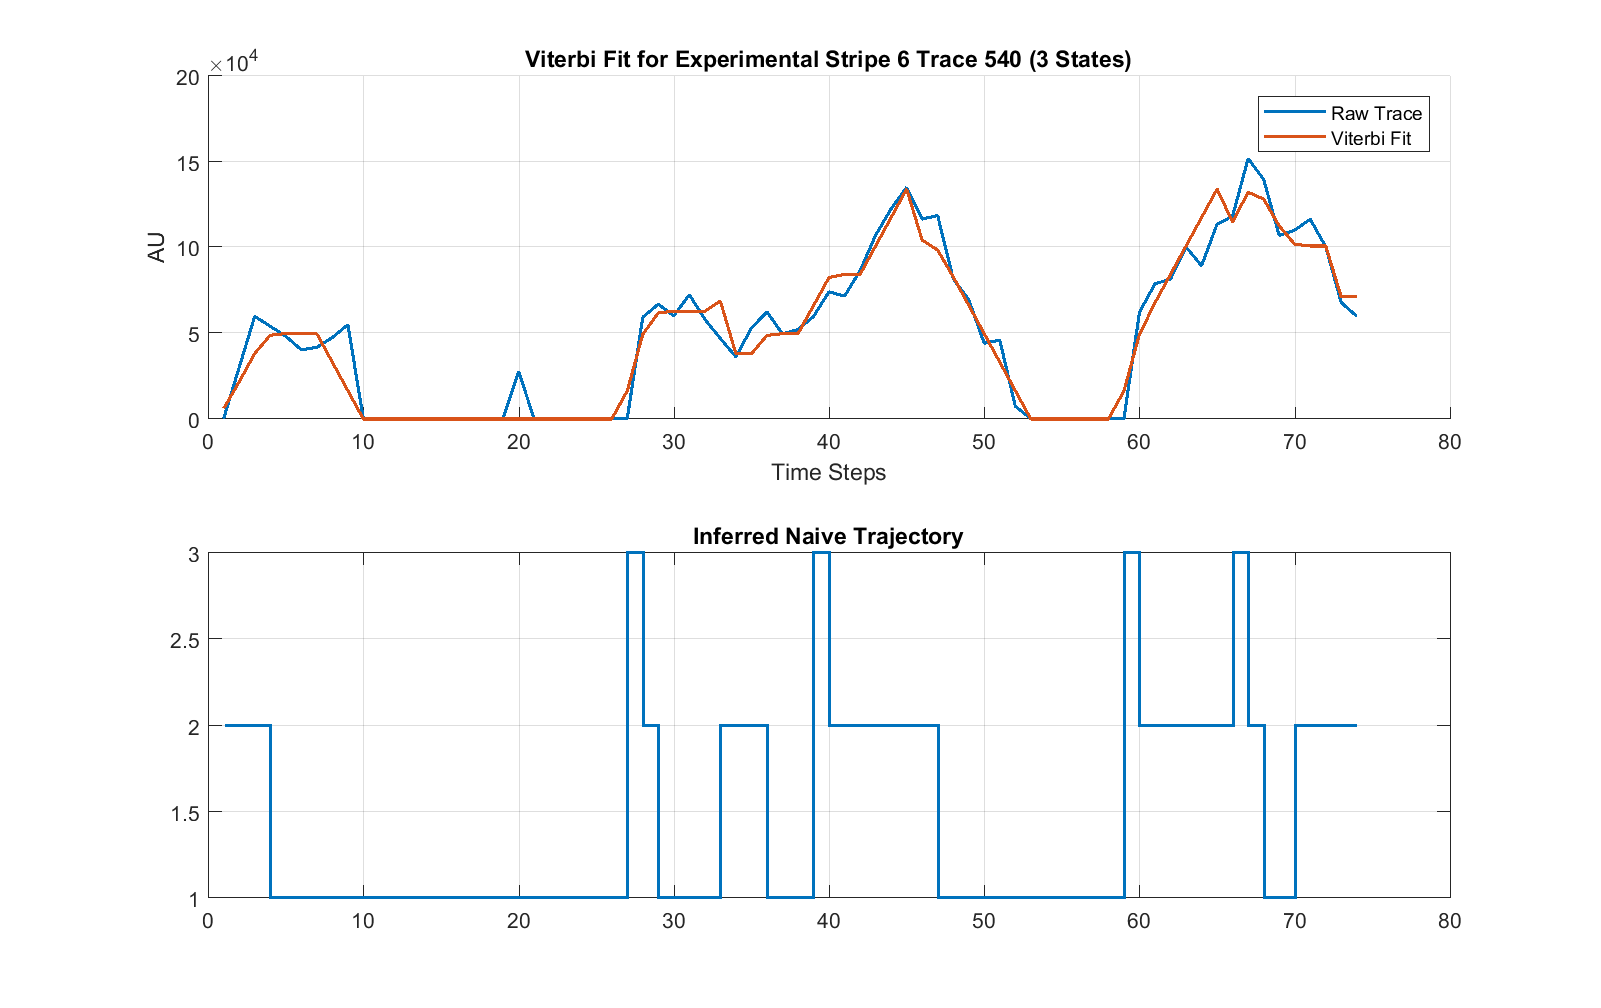 Viterbi Fit for Experimental Stripe 6 Trace 540 (3 States)
×10⁴
20
15
10
5
0
AU
Raw Trace
Viterbi Fit
0 10 20 30 40 50 60 70 80
Time Steps
Inferred Naive Trajectory
3
2.5
2
1.5
1
0 10 20 30 40 50 60 70 80